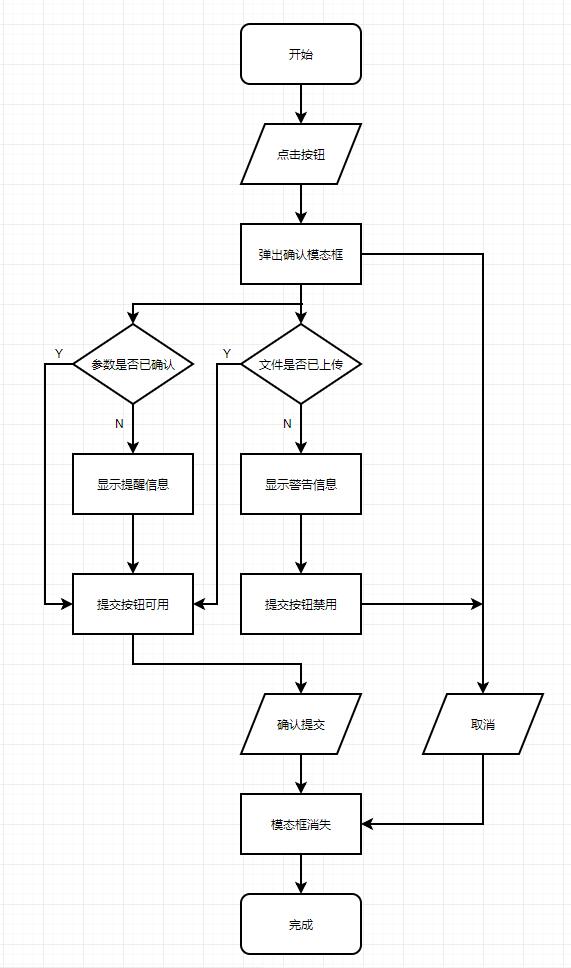 开始
点击按钮
弹出确认模态框
Y
参数是否已确认
Y
文件是否已上传
N
N
显示提醒信息
显示警告信息
提交按钮可用
提交按钮禁用
确认提交
取消
模态框消失
完成